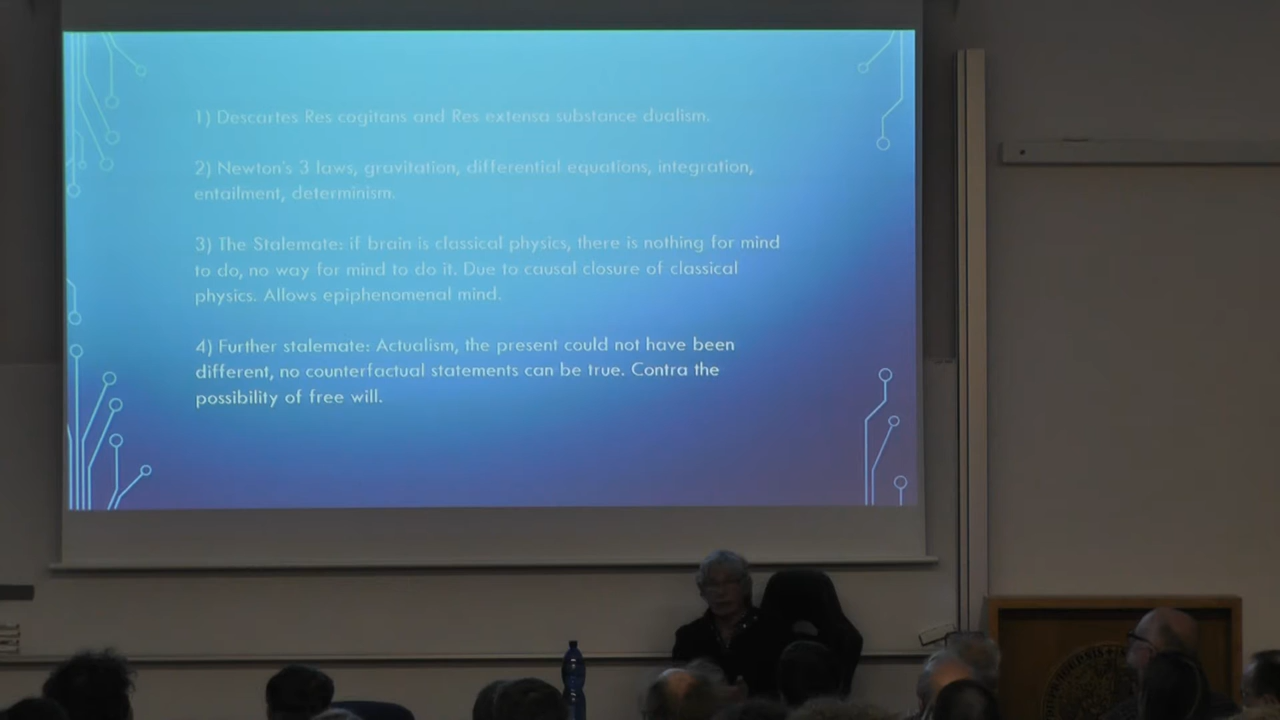 1) Descartes Res cogitans and Res extensa substance dualism.
2) Newton's 3 laws, gravitation, differential equations, integration,
entailment, determinism.
3) The Stalemate: if brain is classical physics, there is nothing for mind
to do, no way for mind to do it. Due to causal closure of classical
physics. Allows epiphenomenal mind.
4) Further stalemate: Actualism, the present could not have been
different, no counterfactual statements can be true. Contra the
possibility of free will.